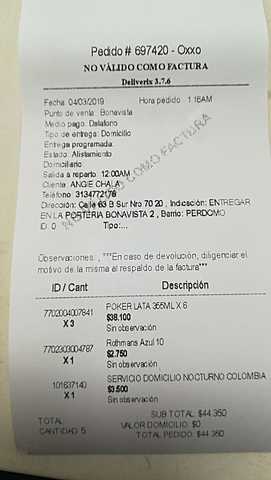 Pedido # 697420 - Oxxo
NO VÁLIDO COMO FACTURA
Deliverix 3.7.6
Fecha: 04/03/2019 Hora pedido: 1:16AM
Punto de venta: Bonavista
Medio pago: Datafono
Tipo de entrega: Domicilio
Entrega programada:
Estado: Alistamiento
Domiciliario:
Salida a reparto: 12:00AM
Cliente: ANGIE CHALA
Teléfono: 3134772176
Dirección: Calle 63 B Sur Nro 70 20, Indicación: ENTREGAR
EN LA PORTERIA BONAVISTA 2, Barrio: PERDOMO
ID: 0 Tipo:...
NO VÁLIDO COMO FACTURA
Observaciones: , ***En caso de devolución, diligenciar el
motivo de la misma al respaldo de la factura***
ID / Cant Descripción
7702004007841 POKER LATA 355ML X 6
X 3 $38.100
Sin observación
7702303004787 Rothmans Azul 10
X 1 $2.750
Sin observación
101637140 SERVICIO DOMICILIO NOCTURNO COLOMBIA
X 1 $3.500
Sin observación
TOTAL SUB TOTAL: $44.350
CANTIDAD: 5 VALOR DOMICILIO: $0
TOTAL PEDIDO: $44.350